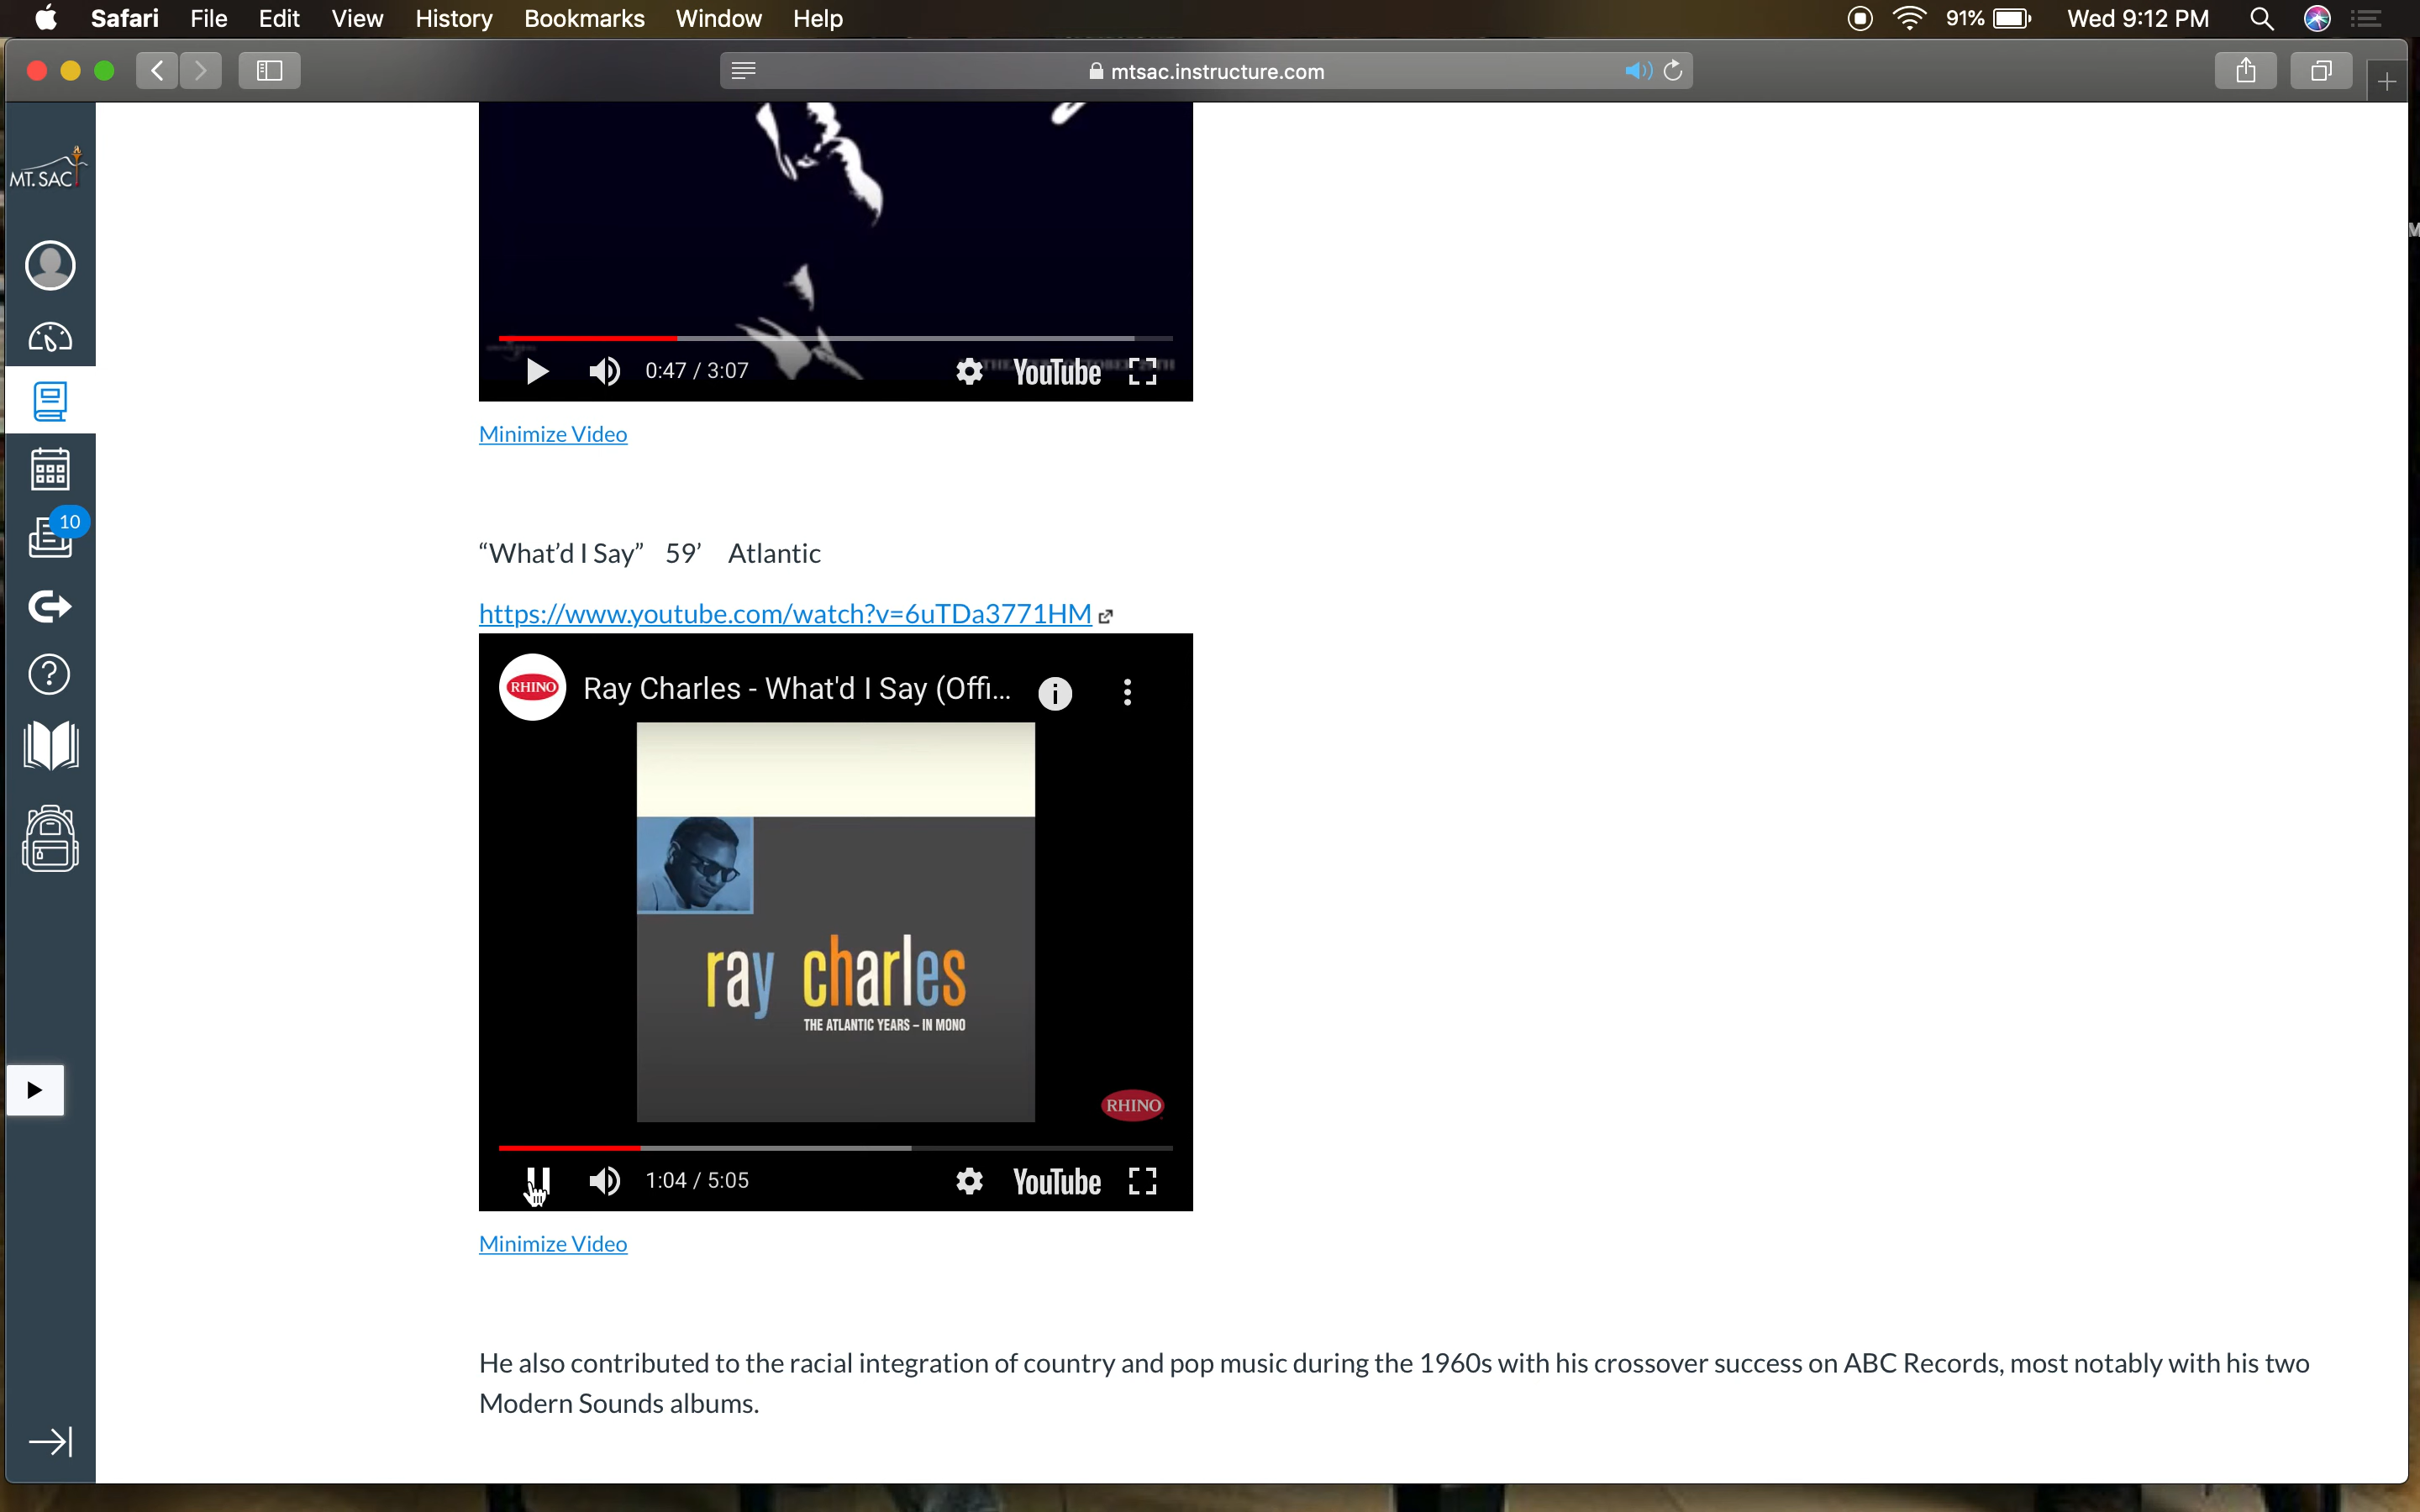 Safari File Edit View History Bookmarks Window Help 91% Wed 9:12 PM
mtsac.instructure.com
MT. SAC
0:47 / 3:07 YouTube
Minimize Video
10
“What’d I Say” 59’ Atlantic
https://www.youtube.com/watch?v=6uTDa3771HM
RHINO Ray Charles - What'd I Say (Offi...
ray charles
THE ATLANTIC YEARS – IN MONO
RHINO
1:04 / 5:05 YouTube
Minimize Video
He also contributed to the racial integration of country and pop music during the 1960s with his crossover success on ABC Records, most notably with his two
Modern Sounds albums.